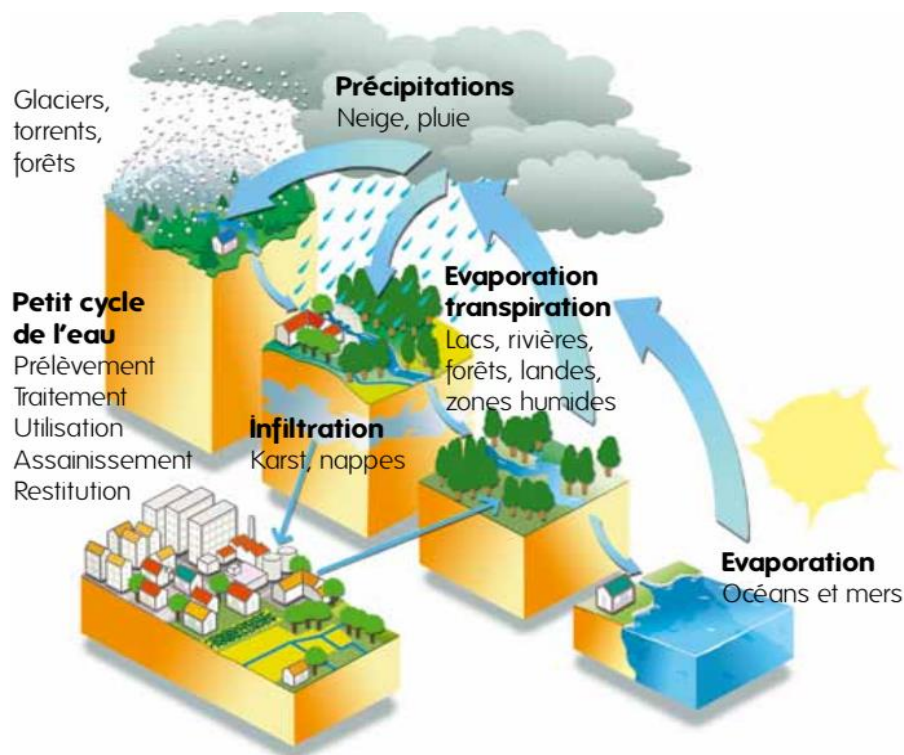 Glaciers,
torrents,
forêts
Précipitations
Neige, pluie
Evaporation
transpiration
Lacs, rivières,
forêts, landes,
zones humides
Petit cycle
de l'eau
Prélèvement
Traitement
Utilisation
Assainissement
Restitution
İnfiltration
Karst, nappes
Evaporation
Océans et mers